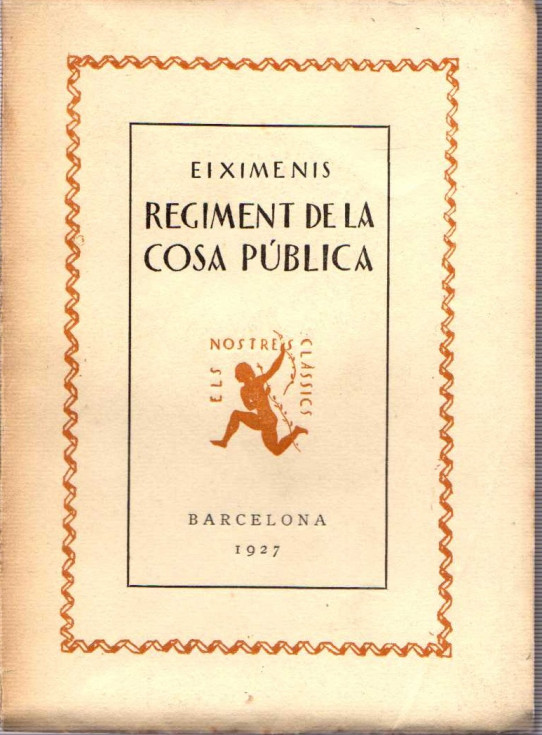 EIXIMENIS
REGIMENT DE LA
COSA PÚBLICA
ELS
NOSTRES
CLÀSSICS
BARCELONA
1927